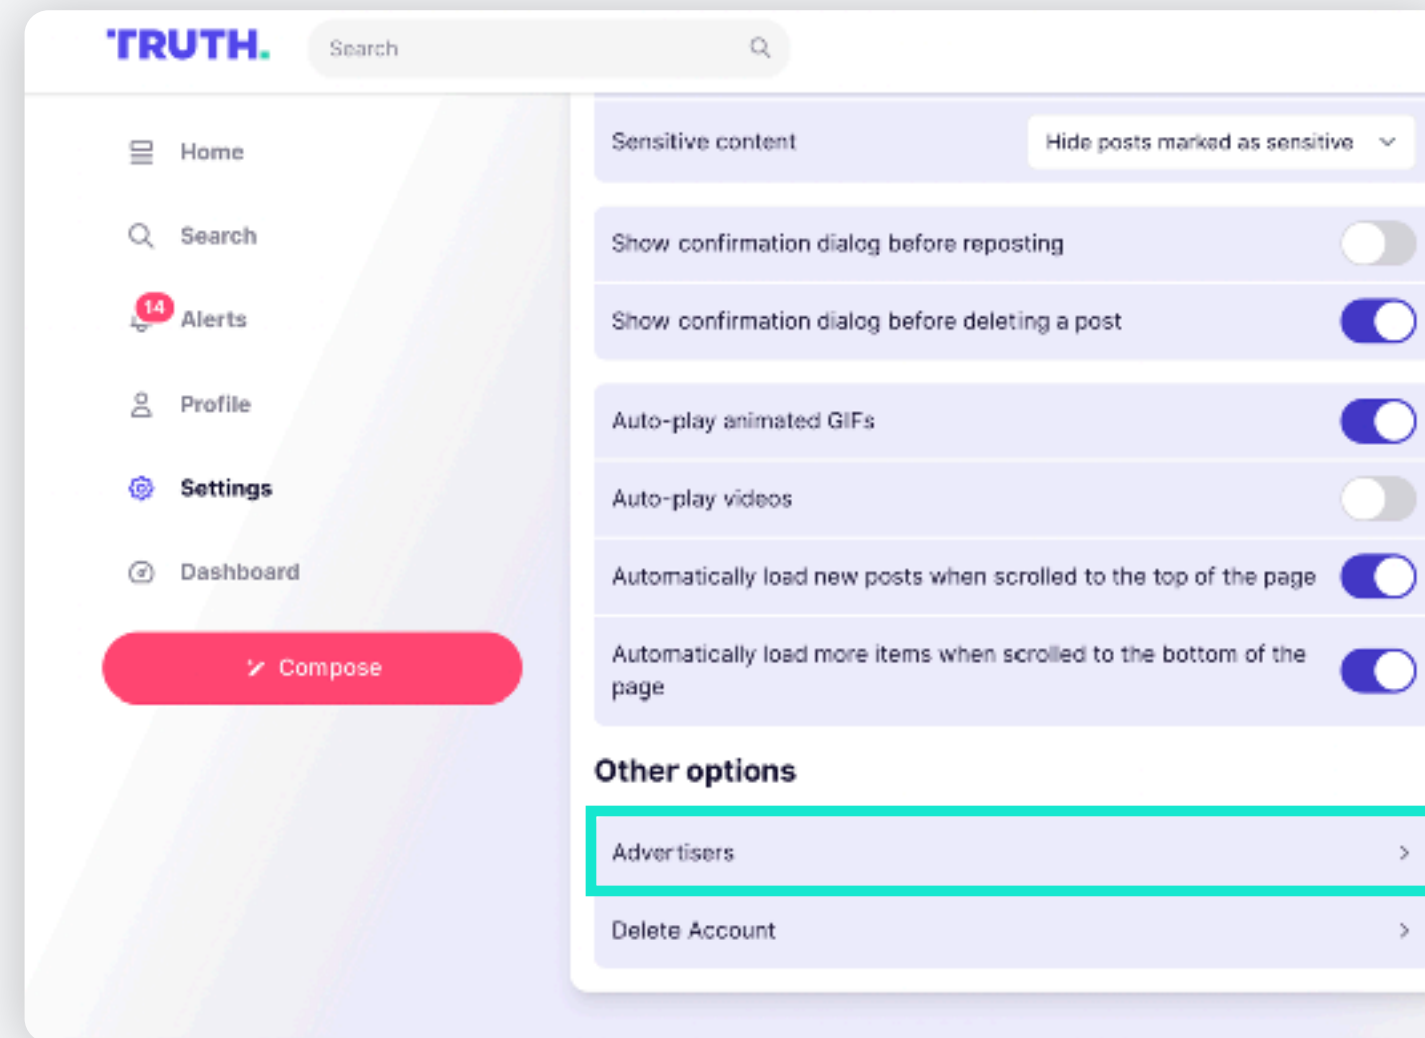 TRUTH.
Search
Home
Search
14
Alerts
Profile
Settings
Dashboard
Compose
Sensitive content
Hide posts marked as sensitive
Show confirmation dialog before reposting
Show confirmation dialog before deleting a post
Auto-play animated GIFs
Auto-play videos
Automatically load new posts when scrolled to the top of the page
Automatically load more items when scrolled to the bottom of the
page
Other options
Advertisers
Delete Account